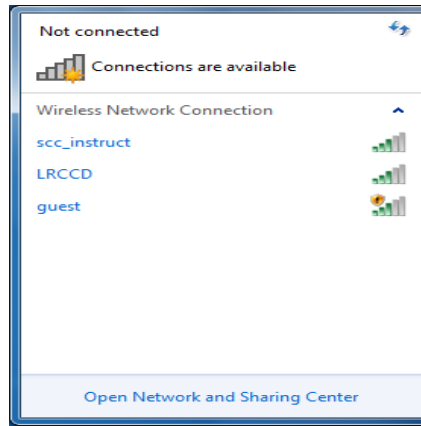 Not connected
Connections are available
Wireless Network Connection
scc_instruct
LRCCD
guest
Open Network and Sharing Center